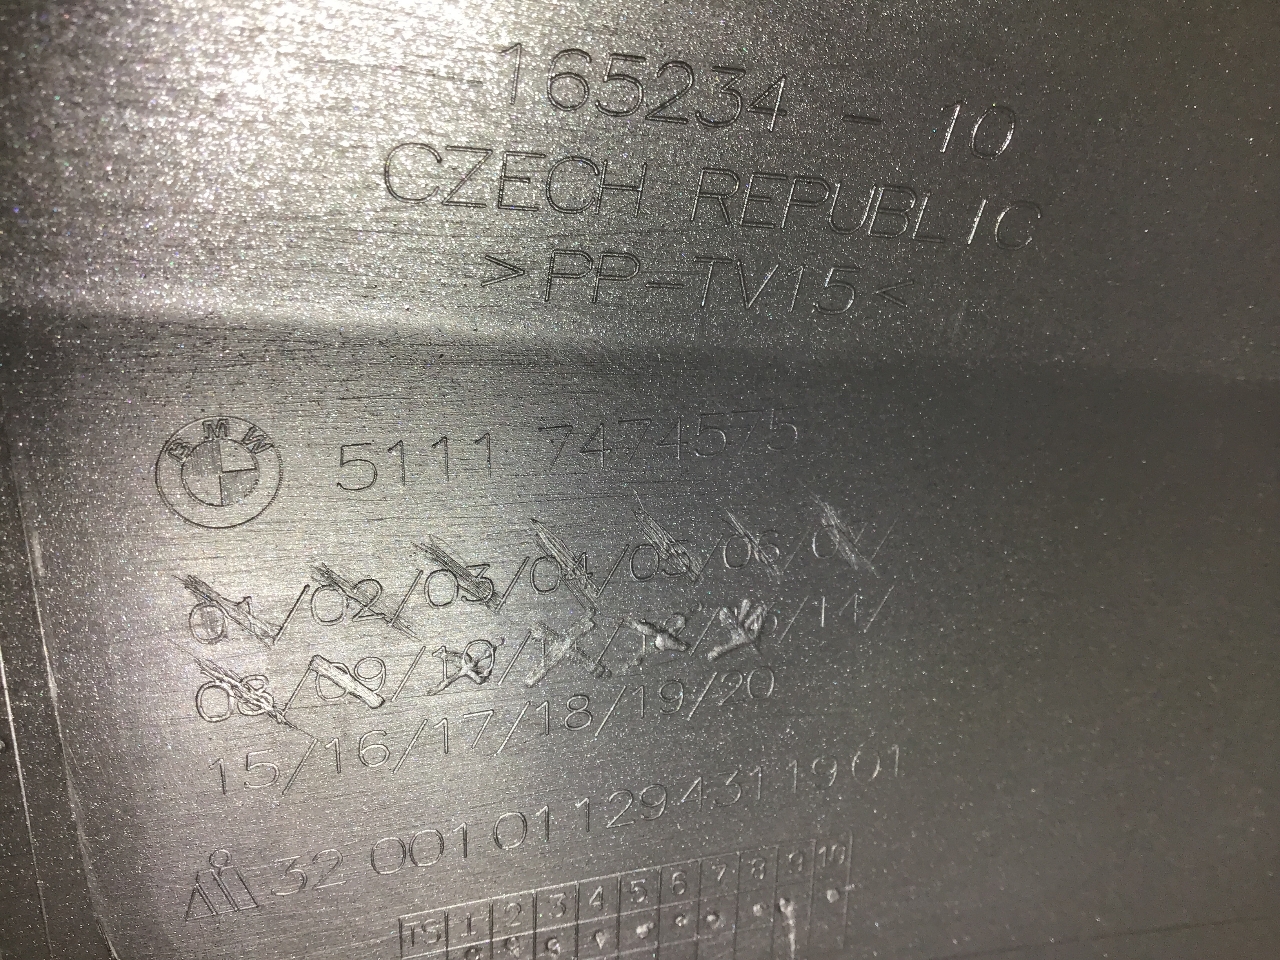 165234 - 10
CZECH REPUBLIC
>PP-TV15<
BMW 5111 7474575
01/02/03/04/05/06/07/
08/09/10/11/12/13/14/
15/16/17/18/19/20
32 001 01 1294311901
TS 1 2 3 4 5 6 7 8 9 10